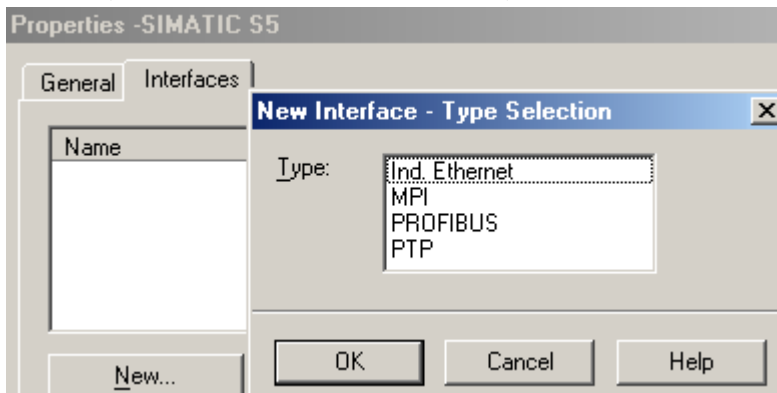 Properties -SIMATIC S5
General Interfaces
New Interface - Type Selection
Name
Type:
Ind. Ethernet
MPI
PROFIBUS
PTP
New...
OK Cancel Help